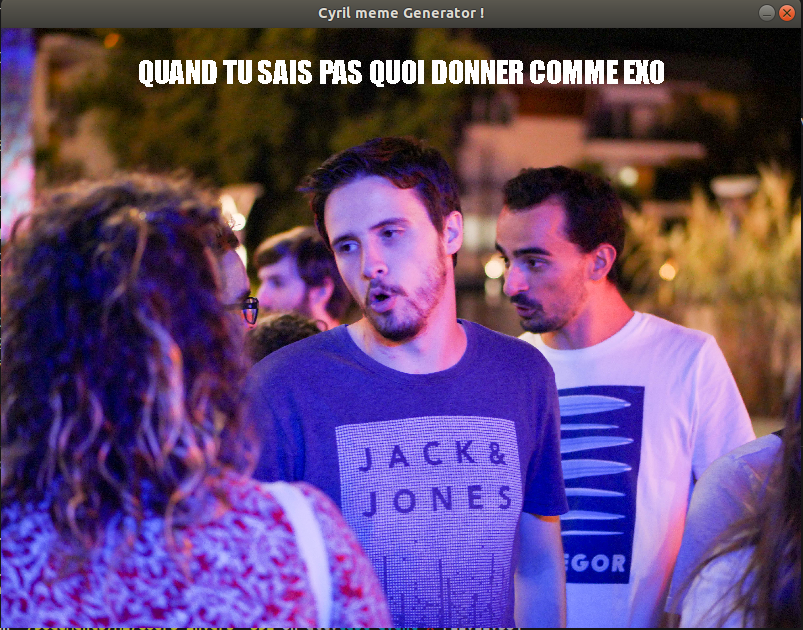 Cyril meme Generator !
QUAND TU SAIS PAS QUOI DONNER COMME EXO
JACK&
JONES
EGOR